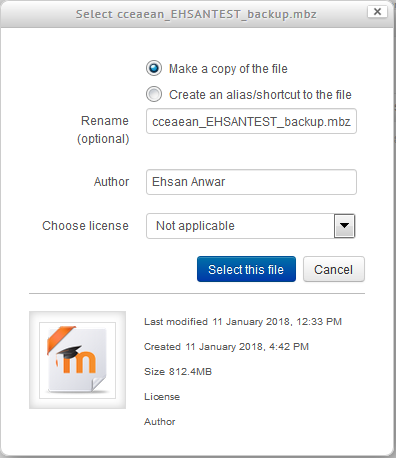 Select cceaean_EHSANTEST_backup.mbz
Make a copy of the file
Create an alias/shortcut to the file
Rename
(optional)
cceaean_EHSANTEST_backup.mbz
Author
Ehsan Anwar
Choose license
Not applicable
Select this file
Cancel
Last modified 11 January 2018, 12:33 PM
Created 11 January 2018, 4:42 PM
Size 812.4MB
License
Author
m